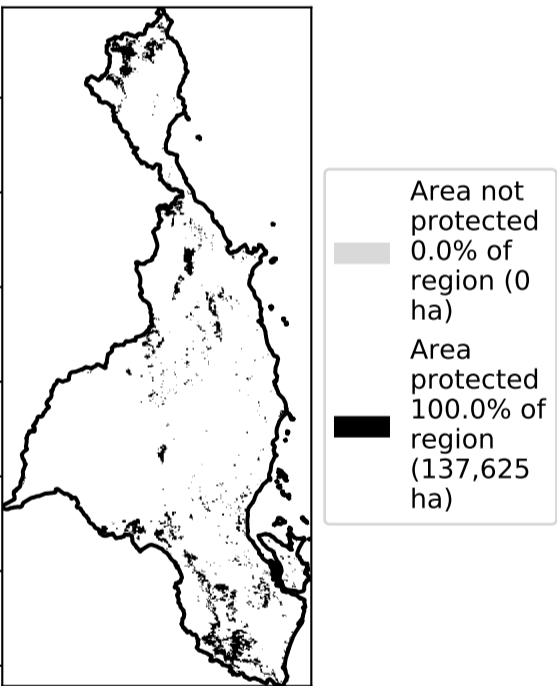 Area not
protected
0.0% of
region (0
ha)
Area
protected
100.0% of
region
(137,625
ha)